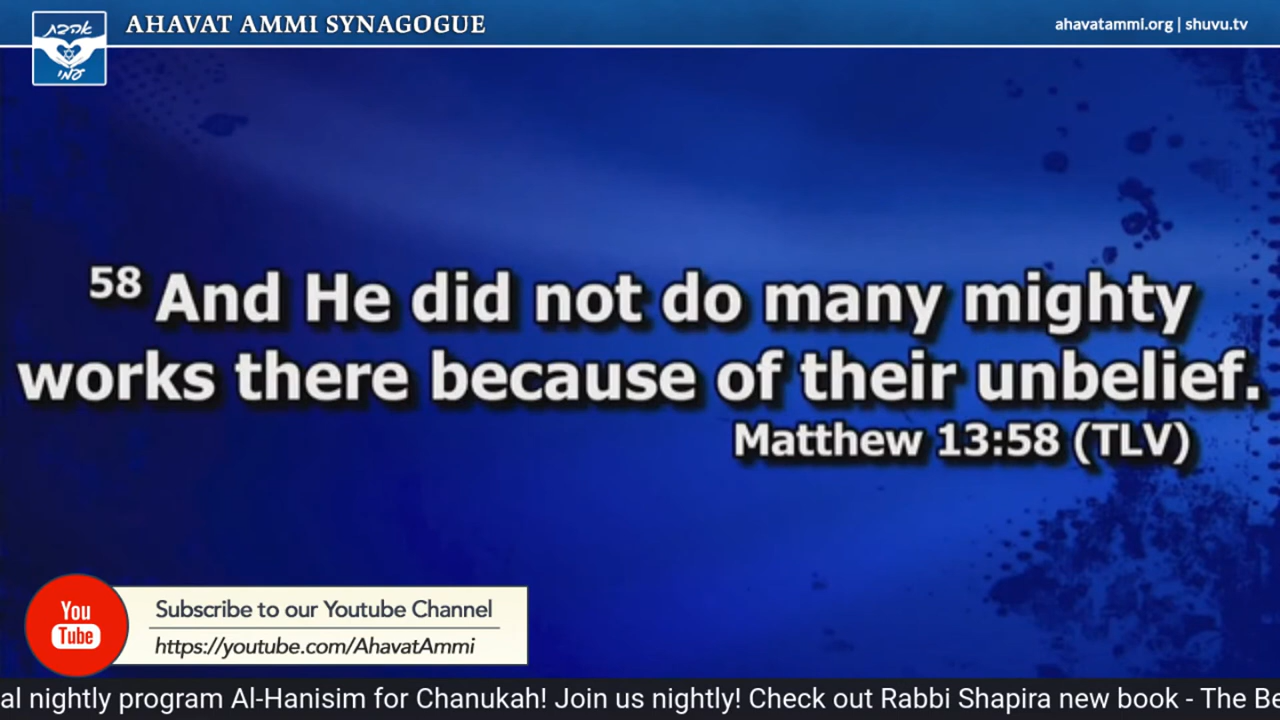 אהבת
עמי
AHAVAT AMMI SYNAGOGUE
ahavatammi.org | shuvu.tv
58 And He did not do many mighty
works there because of their unbelief.
Matthew 13:58 (TLV)
You
Tube
Subscribe to our Youtube Channel
https://youtube.com/AhavatAmmi
al nightly program Al-Hanisim for Chanukah! Join us nightly! Check out Rabbi Shapira new book - The Be